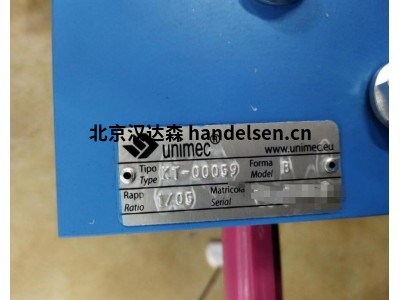 北京汉达森 handelsen.cn
unimec®
www.unimec.eu
Tipo
Type KT-00069
Forma
Model B
Rapp
Ratio 1/06
Matricola
Serial